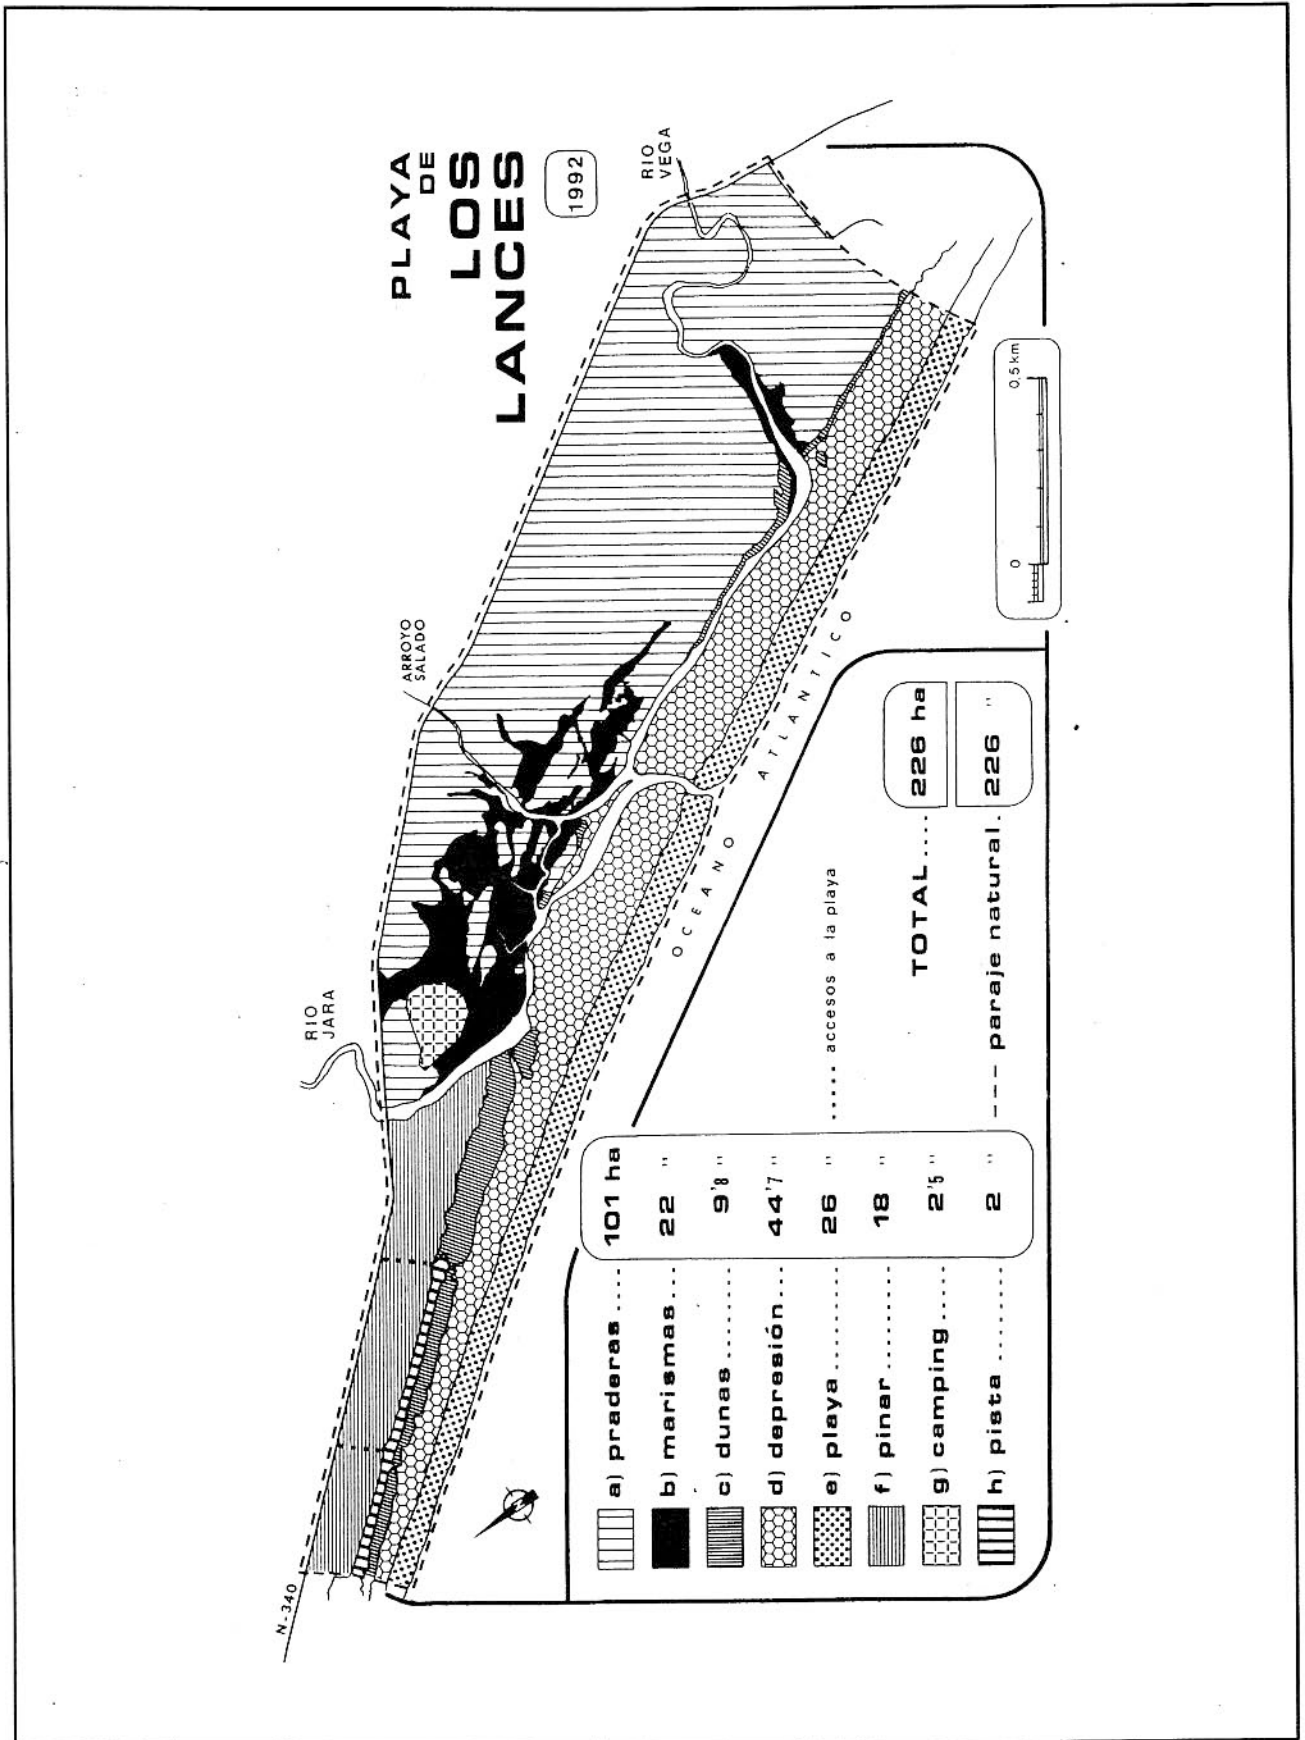 PLAYA
DE
LOS
LANCES
1992
RIO
VEGA
ARROYO
SALADO
RIO
JARA
N-340
OCEANO ATLANTICO
0 0,5 km
a) praderas.... 101 ha
b) marismas.... 22 "
c) dunas........ 9'8 "
d) depresión... 44'7 "
e) playa......... 26 "
f) pinar.......... 18 "
g) camping..... 2'5 "
h) pista ........ 2 "
..... accesos a la playa
TOTAL.... 226 ha
--- paraje natural. 226 "